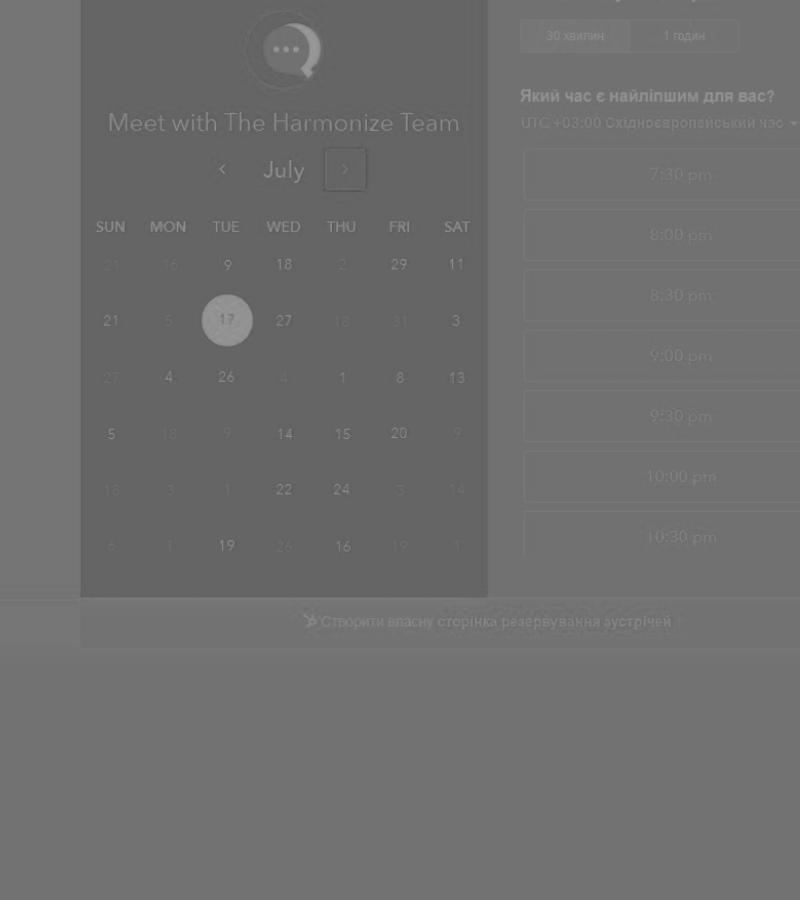 Meet with The Harmonize Team
July
SUN MON TUE WED THU FRI SAT
21 16 9 18 2 29 11
21 5 17 27 18 31 3
27 4 26 4 1 8 13
5 18 9 14 15 20 9
18 3 1 22 24 3 14
6 1 19 26 16 19 1
30 хвилин 1 годин
Який час є найліпшим для вас?
UTC +03:00 Східноєвропейський час
7:30 pm
8:00 pm
8:30 pm
9:00 pm
9:30 pm
10:00 pm
10:30 pm
Створити власну сторінка резервування зустрічей